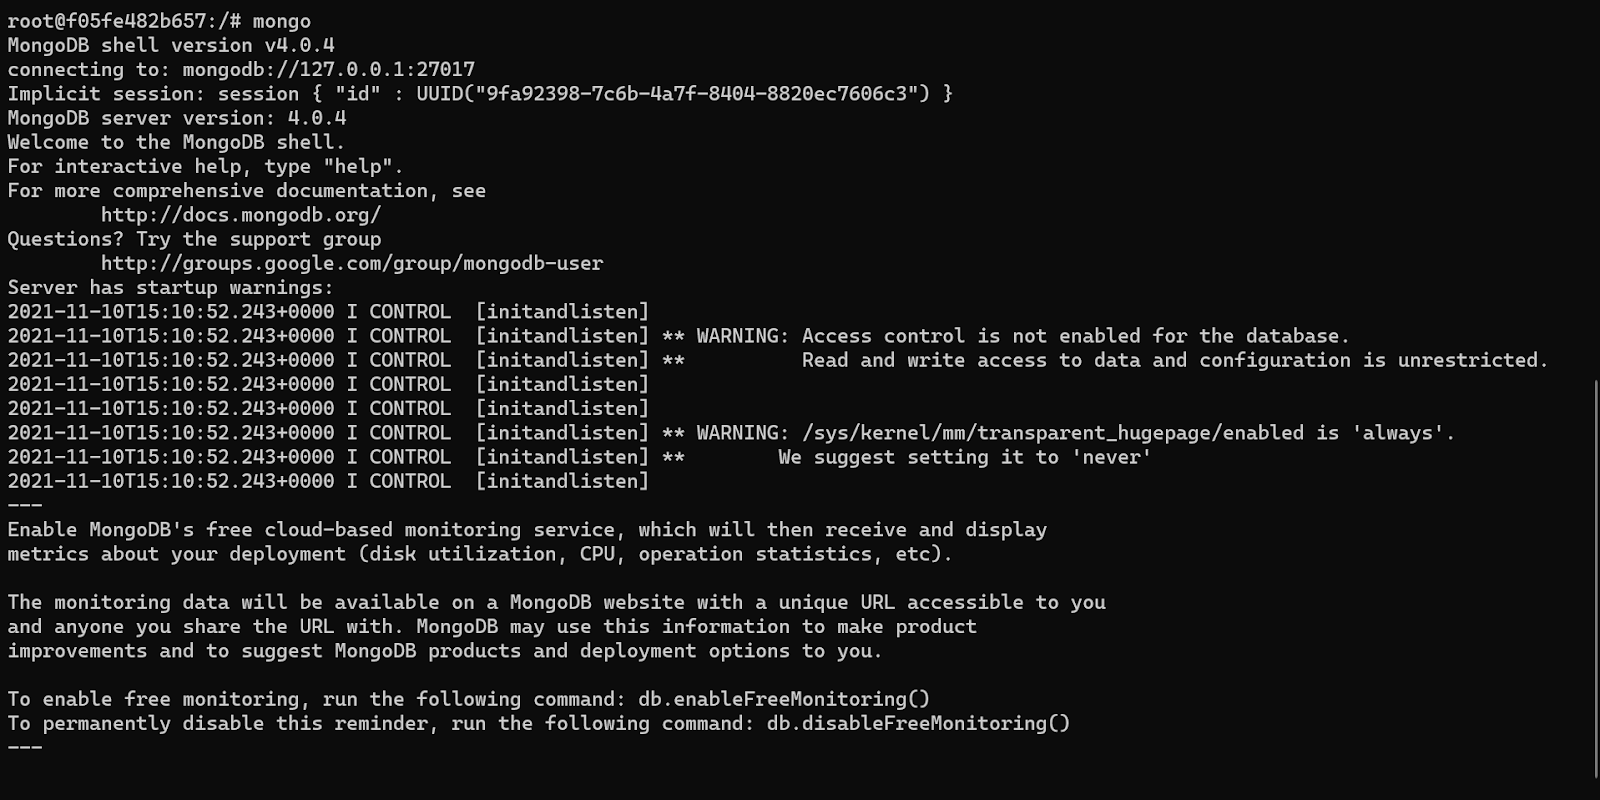 root@f05fe482b657:/# mongo
MongoDB shell version v4.0.4
connecting to: mongodb://127.0.0.1:27017
Implicit session: session { "id" : UUID("9fa92398-7c6b-4a7f-8404-8820ec7606c3") }
MongoDB server version: 4.0.4
Welcome to the MongoDB shell.
For interactive help, type "help".
For more comprehensive documentation, see
        http://docs.mongodb.org/
Questions? Try the support group
        http://groups.google.com/group/mongodb-user
Server has startup warnings:
2021-11-10T15:10:52.243+0000 I CONTROL  [initandlisten]
2021-11-10T15:10:52.243+0000 I CONTROL  [initandlisten] ** WARNING: Access control is not enabled for the database.
2021-11-10T15:10:52.243+0000 I CONTROL  [initandlisten] **          Read and write access to data and configuration is unrestricted.
2021-11-10T15:10:52.243+0000 I CONTROL  [initandlisten]
2021-11-10T15:10:52.243+0000 I CONTROL  [initandlisten]
2021-11-10T15:10:52.243+0000 I CONTROL  [initandlisten] ** WARNING: /sys/kernel/mm/transparent_hugepage/enabled is 'always'.
2021-11-10T15:10:52.243+0000 I CONTROL  [initandlisten] **        We suggest setting it to 'never'
2021-11-10T15:10:52.243+0000 I CONTROL  [initandlisten]
---
Enable MongoDB's free cloud-based monitoring service, which will then receive and display
metrics about your deployment (disk utilization, CPU, operation statistics, etc).

The monitoring data will be available on a MongoDB website with a unique URL accessible to you
and anyone you share the URL with. MongoDB may use this information to make product
improvements and to suggest MongoDB products and deployment options to you.

To enable free monitoring, run the following command: db.enableFreeMonitoring()
To permanently disable this reminder, run the following command: db.disableFreeMonitoring()
---